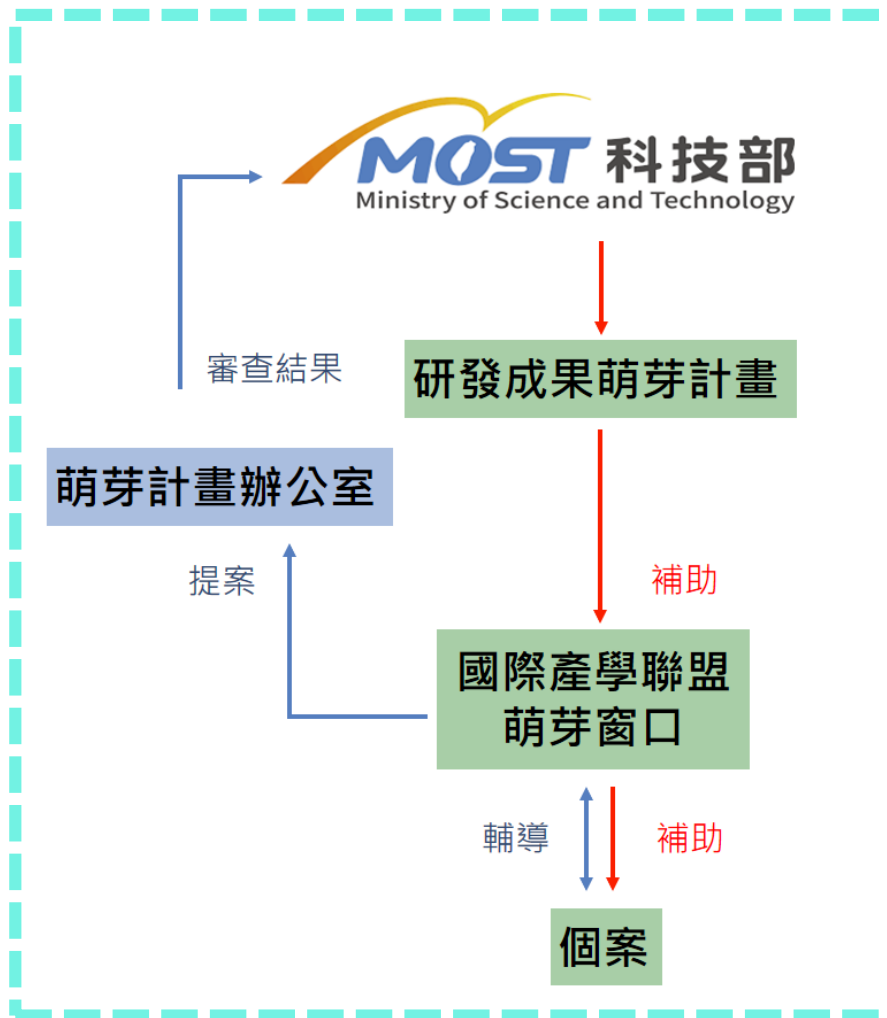 MOST 科技部
Ministry of Science and Technology
審查結果
研發成果萌芽計畫
萌芽計畫辦公室
提案
補助
國際產學聯盟
萌芽窗口
輔導
補助
個案